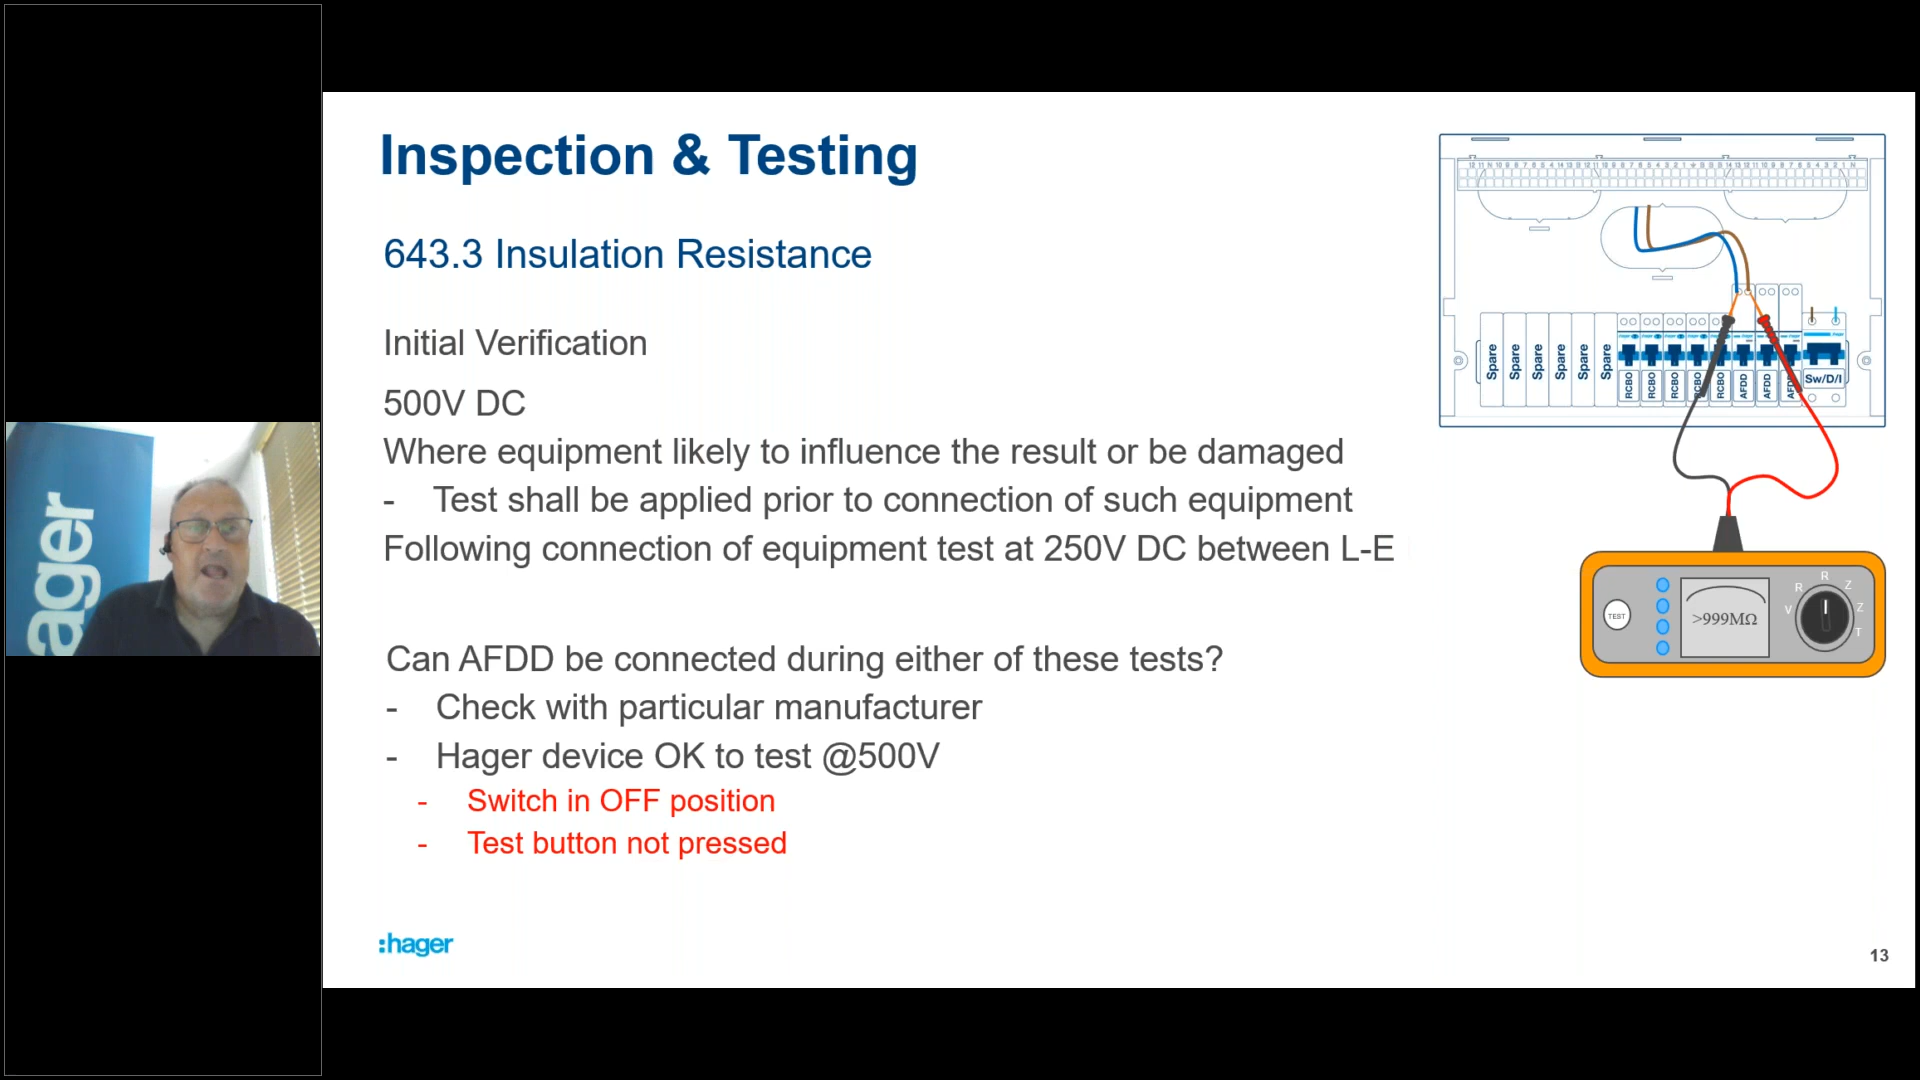 Inspection & Testing
643.3 Insulation Resistance
Initial Verification
500V DC
Where equipment likely to influence the result or be damaged
- Test shall be applied prior to connection of such equipment
Following connection of equipment test at 250V DC between L-E
Can AFDD be connected during either of these tests?
- Check with particular manufacturer
- Hager device OK to test @500V
- Switch in OFF position
- Test button not pressed
:hager
13
Spare Spare Spare Spare Spare Spare RCBO RCBO RCBO RCBO RCBO AFDD AFDD AFDD Sw/D/I
TEST
>999MΩ
V R R Z Z T
ager